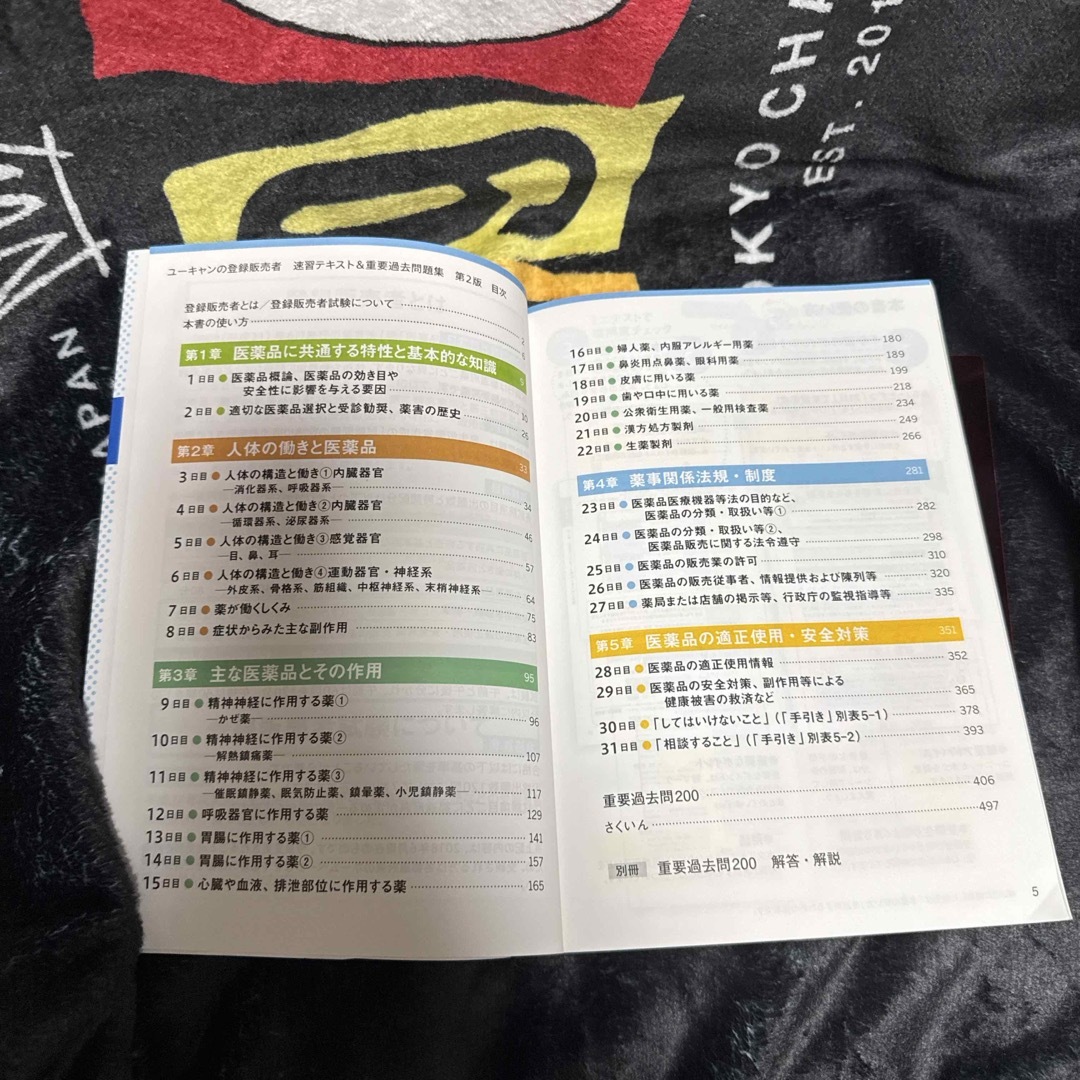 TOKYO CHA
EST. 201
JAPAN
ユーキャンの登録販売者 速習テキスト&重要過去問題集 第2版 目次
登録販売者とは/登録販売者試験について 2
本書の使い方 6
第1章 医薬品に共通する特性と基本的な知識 9
1日目 ● 医薬品概論、医薬品の効き目や
安全性に影響を与える要因 10
2日目 ● 適切な医薬品選択と受診勧奨、薬害の歴史 25
第2章 人体の働きと医薬品 33
3日目 ● 人体の構造と働き①内臓器官
―消化器系、呼吸器系― 34
4日目 ● 人体の構造と働き②内臓器官
―循環器系、泌尿器系― 46
5日目 ● 人体の構造と働き③感覚器官
―目、鼻、耳― 57
6日目 ● 人体の構造と働き④運動器官・神経系
―外皮系、骨格系、筋組織、中枢神経系、末梢神経系― 64
7日目 ● 薬が働くしくみ 75
8日目 ● 症状からみた主な副作用 83
第3章 主な医薬品とその作用 95
9日目 ● 精神神経に作用する薬①
―かぜ薬― 96
10日目 ● 精神神経に作用する薬②
―解熱鎮痛薬― 107
11日目 ● 精神神経に作用する薬③
―催眠鎮静薬、眠気防止薬、鎮暈薬、小児鎮静薬― 117
12日目 ● 呼吸器官に作用する薬 129
13日目 ● 胃腸に作用する薬① 141
14日目 ● 胃腸に作用する薬② 157
15日目 ● 心臓や血液、排泄部位に作用する薬 165
16日目 ● 婦人薬、内服アレルギー用薬 180
17日目 ● 鼻炎用点鼻薬、眼科用薬 189
18日目 ● 皮膚に用いる薬 199
19日目 ● 歯や口中に用いる薬 218
20日目 ● 公衆衛生用薬、一般用検査薬 234
21日目 ● 漢方処方製剤 249
22日目 ● 生薬製剤 266
第4章 薬事関係法規・制度 281
23日目 ● 医薬品医療機器等法の目的など、
医薬品の分類・取扱い等① 282
24日目 ● 医薬品の分類・取扱い等②、
医薬品販売に関する法令遵守 298
25日目 ● 医薬品の販売業の許可 310
26日目 ● 医薬品の販売従事者、情報提供および陳列等 320
27日目 ● 薬局または店舗の掲示等、行政庁の監視指導等 335
第5章 医薬品の適正使用・安全対策 351
28日目 ● 医薬品の適正使用情報 352
29日目 ● 医薬品の安全対策、副作用等による
健康被害の救済など 365
30日目 ● 「してはいけないこと」(「手引き」別表5-1) 378
31日目 ● 「相談すること」(「手引き」別表5-2) 393
重要過去問200 406
さくいん 497
別冊 重要過去問200 解答・解説
5